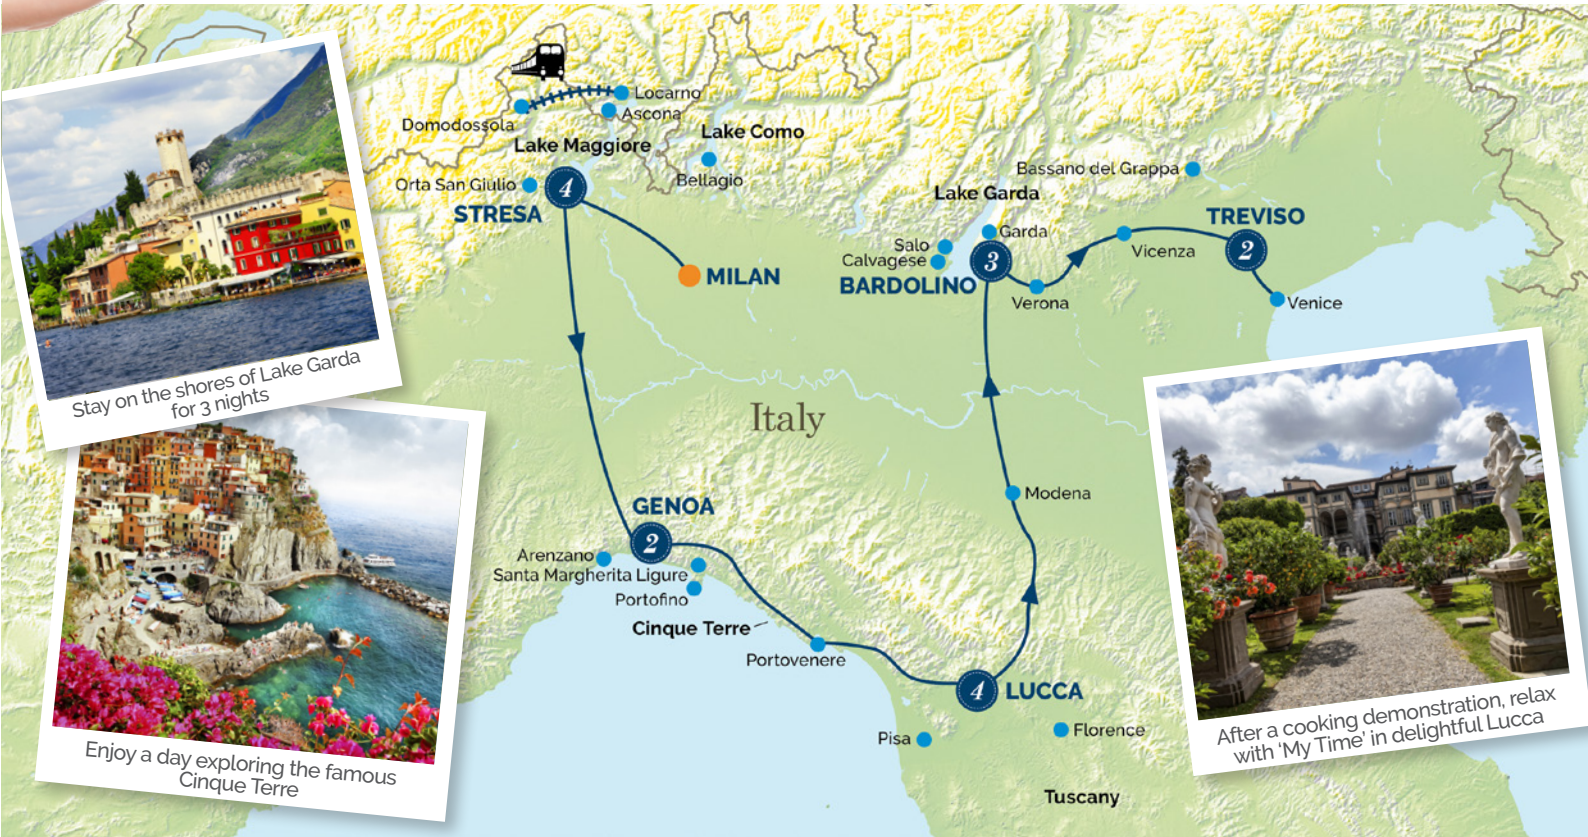 Locarno
Domodossola
Ascona
Lake Maggiore
Lake Como
Bellagio
Orta San Giulio
4
STRESA
MILAN
Bassano del Grappa
Lake Garda
TREVISO
Garda
Salo
Calvagese
BARDOLINO
3
Verona
Vicenza
2
Venice
Stay on the shores of Lake Garda
for 3 nights
Italy
Modena
GENOA
2
Arenzano
Santa Margherita Ligure
Portofino
Cinque Terre
Portovenere
4
LUCCA
Pisa
Florence
Tuscany
Enjoy a day exploring the famous
Cinque Terre
After a cooking demonstration, relax
with ‘My Time’ in delightful Lucca